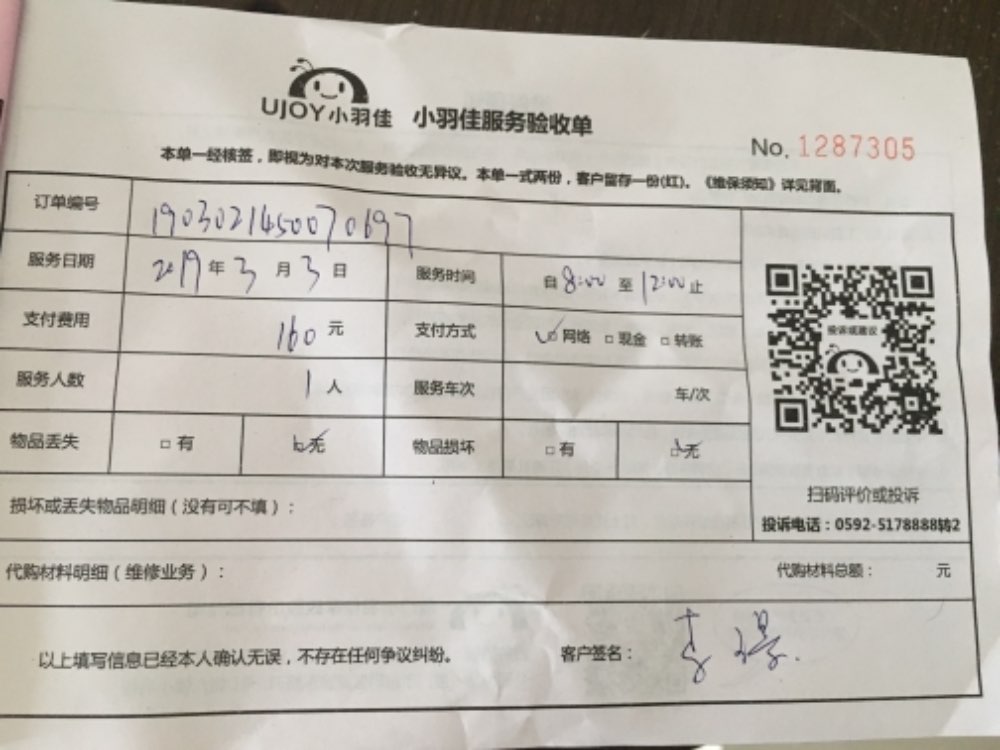 UJOY小羽佳 小羽佳服务验收单
No. 1287305
本单一经核签，即视为对本次服务验收无异议。本单一式两份，客户留存一份(红)。《维保须知》详见背面。
订单编号 1903021450070697
服务日期 2019年3月3日 服务时间 自8:00至12:00止
支付费用 160元 支付方式 ☑网络 □现金 □转账
服务人数 1人 服务车次 车/次
物品丢失 □有 ☑无 物品损坏 □有 ☑无
投诉或建议
扫码评价或投诉
投诉电话：0592-5178888转2
损坏或丢失物品明细（没有可不填）：
代购材料明细（维修业务）： 代购材料总额： 元
以上填写信息已经本人确认无误，不存在任何争议纠纷。 客户签名：李